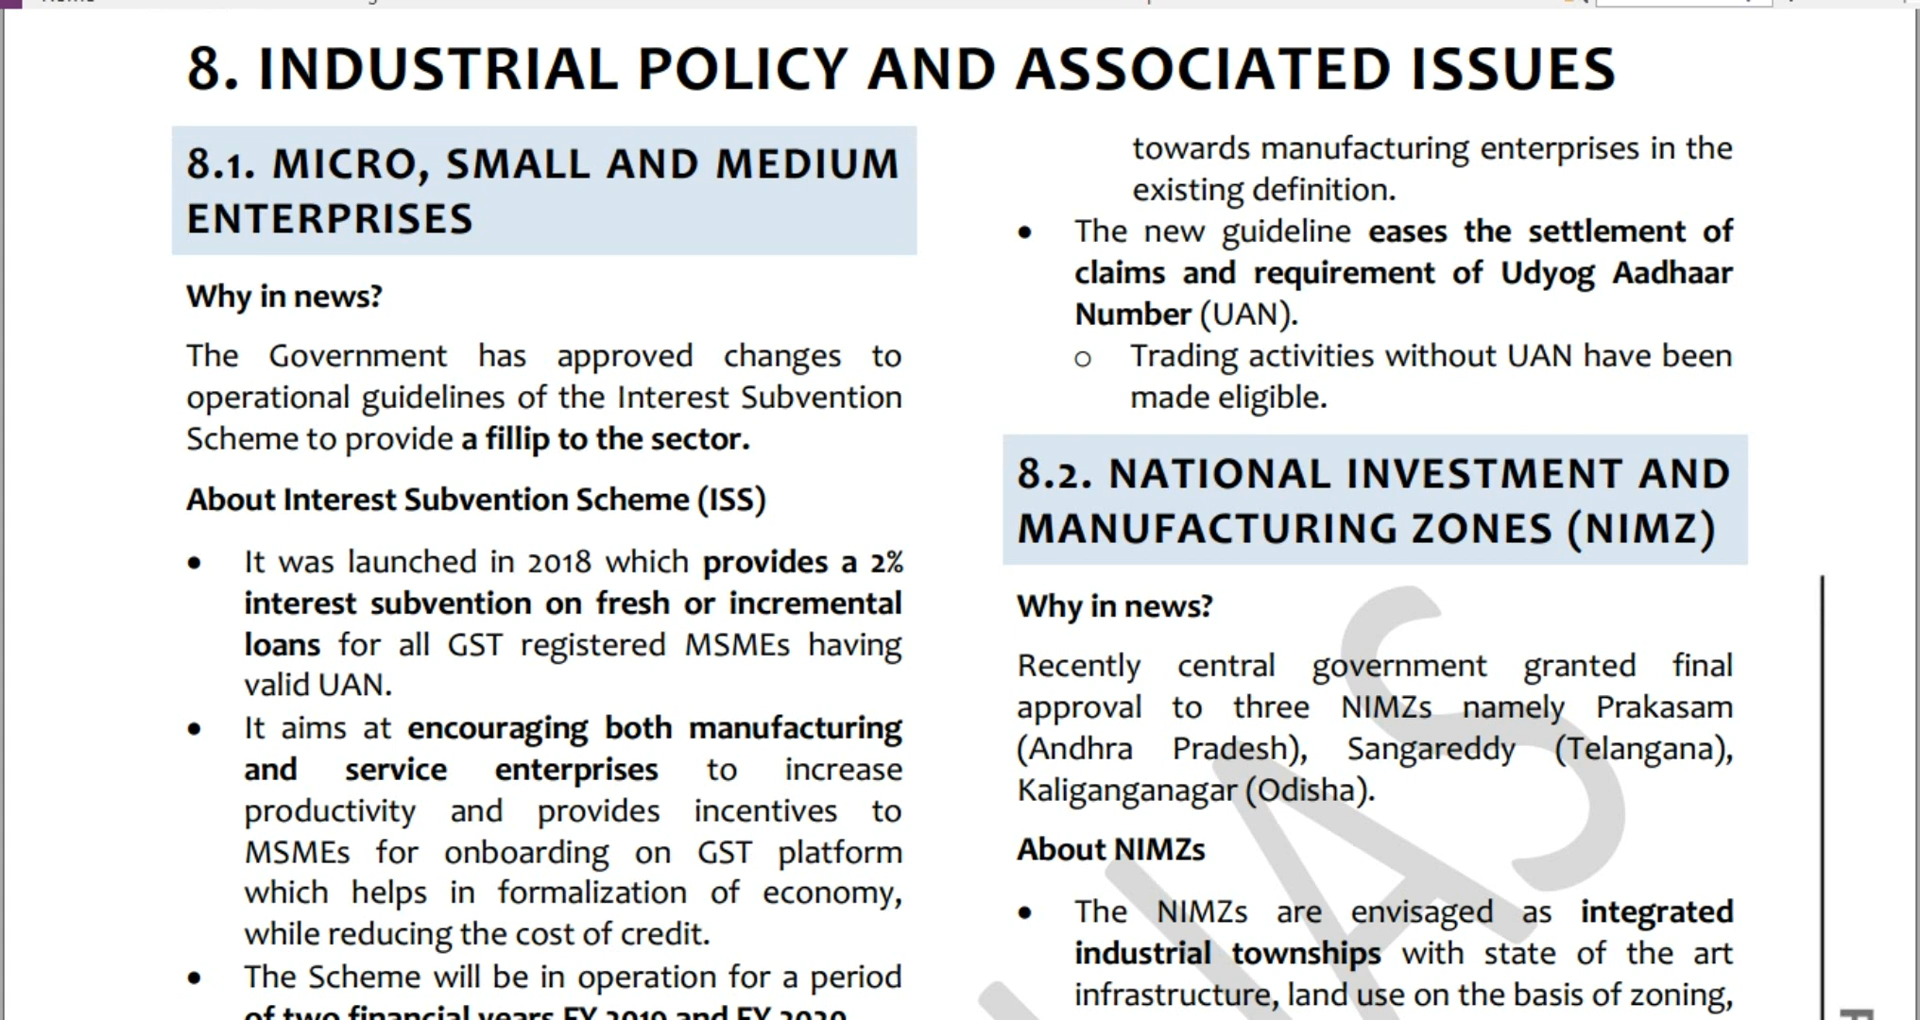 8. INDUSTRIAL POLICY AND ASSOCIATED ISSUES
8.1. MICRO, SMALL AND MEDIUM
ENTERPRISES
Why in news?
The Government has approved changes to
operational guidelines of the Interest Subvention
Scheme to provide a fillip to the sector.
About Interest Subvention Scheme (ISS)
• It was launched in 2018 which provides a 2%
interest subvention on fresh or incremental
loans for all GST registered MSMEs having
valid UAN.
• It aims at encouraging both manufacturing
and service enterprises to increase
productivity and provides incentives to
MSMEs for onboarding on GST platform
which helps in formalization of economy,
while reducing the cost of credit.
• The Scheme will be in operation for a period
of two financial years FY 2019 and FY 2020
towards manufacturing enterprises in the
existing definition.
• The new guideline eases the settlement of
claims and requirement of Udyog Aadhaar
Number (UAN).
o Trading activities without UAN have been
made eligible.
8.2. NATIONAL INVESTMENT AND
MANUFACTURING ZONES (NIMZ)
Why in news?
Recently central government granted final
approval to three NIMZs namely Prakasam
(Andhra Pradesh), Sangareddy (Telangana),
Kaliganganagar (Odisha).
About NIMZs
• The NIMZs are envisaged as integrated
industrial townships with state of the art
infrastructure, land use on the basis of zoning,